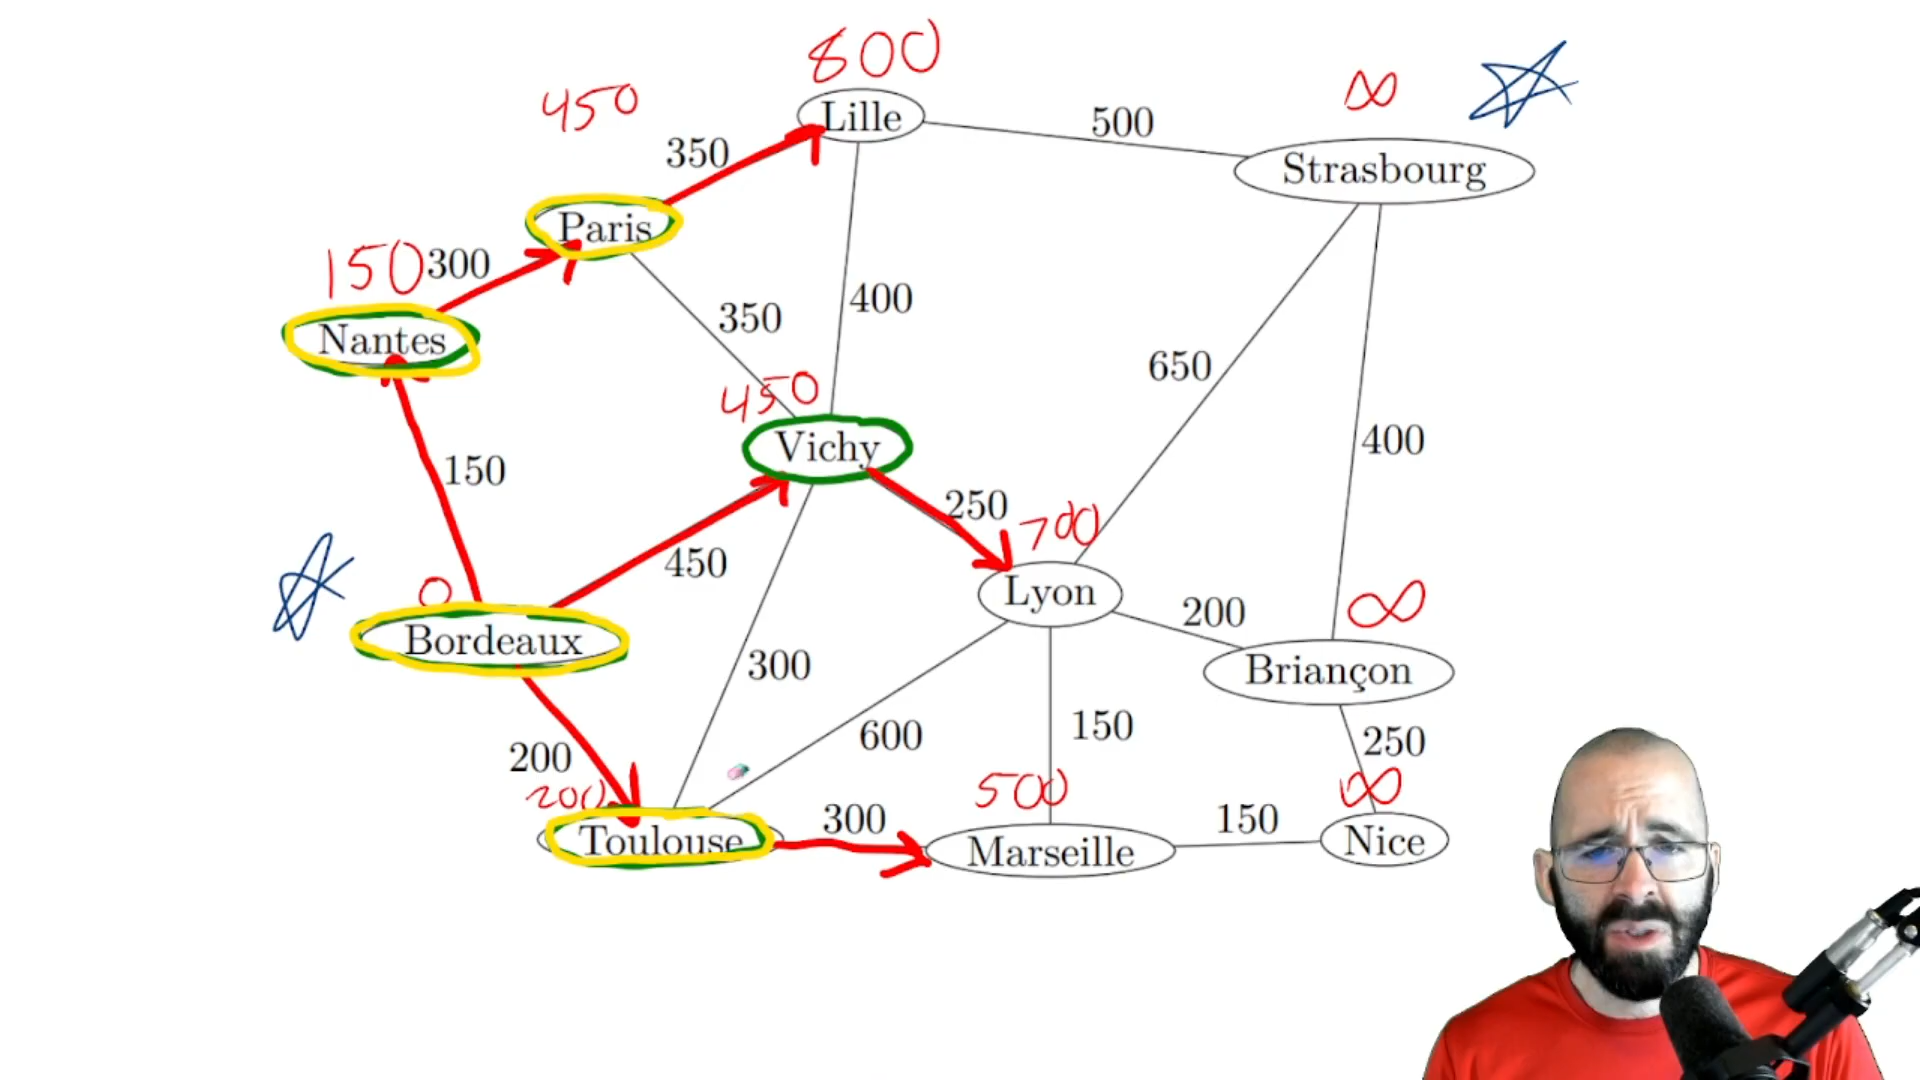 800
450
∞
Lille
500
350
Strasbourg
Paris
150
300
400
350
Nantes
650
450
Vichy
400
150
250
700
450
0
Lyon
200
∞
Bordeaux
300
Briançon
200
600
150
250
200
500
∞
Toulouse
300
Marseille
150
Nice